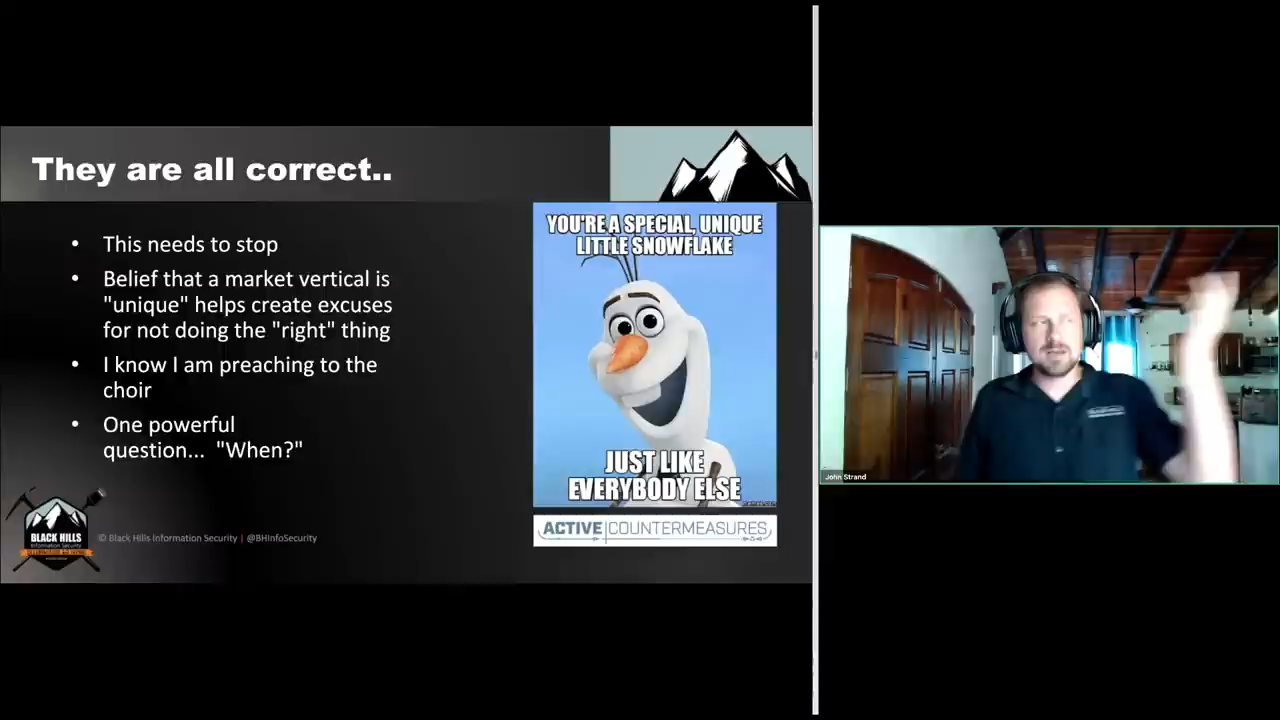 They are all correct..
• This needs to stop
• Belief that a market vertical is
"unique" helps create excuses
for not doing the "right" thing
• I know I am preaching to the
choir
• One powerful
question... "When?"
YOU'RE A SPECIAL, UNIQUE
LITTLE SNOWFLAKE
JUST LIKE
EVERYBODY ELSE
ACTIVE COUNTERMEASURES
BLACK HILLS
Information Security
© Black Hills Information Security | @BHInfoSecurity
John Strand